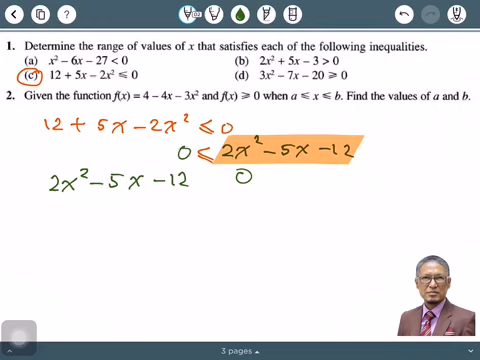 1. Determine the range of values of x that satisfies each of the following inequalities.
(a) x² − 6x − 27 < 0 (b) 2x² + 5x − 3 > 0
(c) 12 + 5x − 2x² ⩽ 0 (d) 3x² − 7x − 20 ⩾ 0
2. Given the function f(x) = 4 − 4x − 3x² and f(x) ⩾ 0 when a ⩽ x ⩽ b. Find the values of a and b.
12 + 5x − 2x² ⩽ 0
0 ⩽ 2x² − 5x − 12
2x² − 5x − 12 0
3 pages